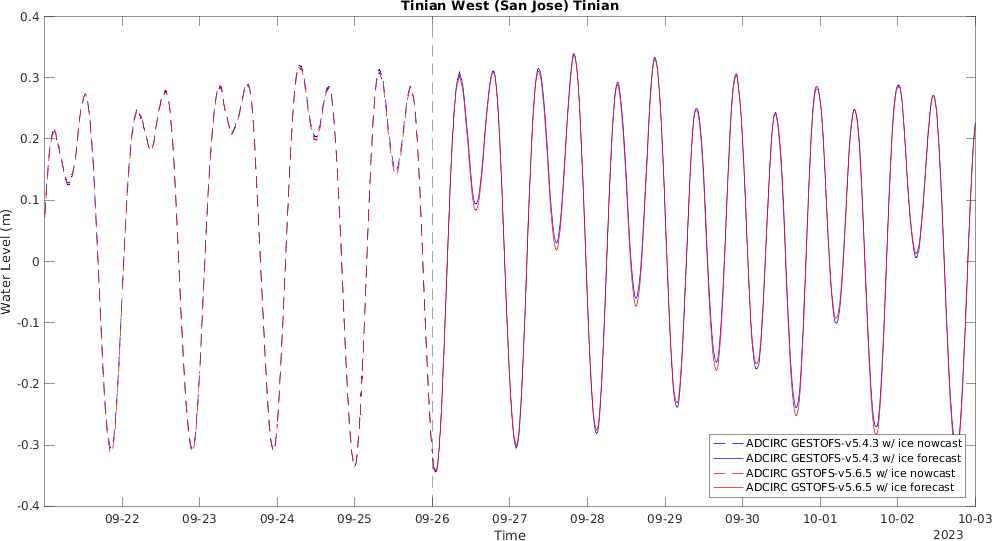 Tinian West (San Jose) Tinian
0.4
0.3
0.2
0.1
0
-0.1
-0.2
-0.3
-0.4
Water Level (m)
ADCIRC GESTOFS-v5.4.3 w/ ice nowcast
ADCIRC GESTOFS-v5.4.3 w/ ice forecast
ADCIRC GSTOFS-v5.6.5 w/ ice nowcast
ADCIRC GSTOFS-v5.6.5 w/ ice forecast
09-22 09-23 09-24 09-25 09-26 09-27 09-28 09-29 09-30 10-01 10-02 10-03
Time
2023